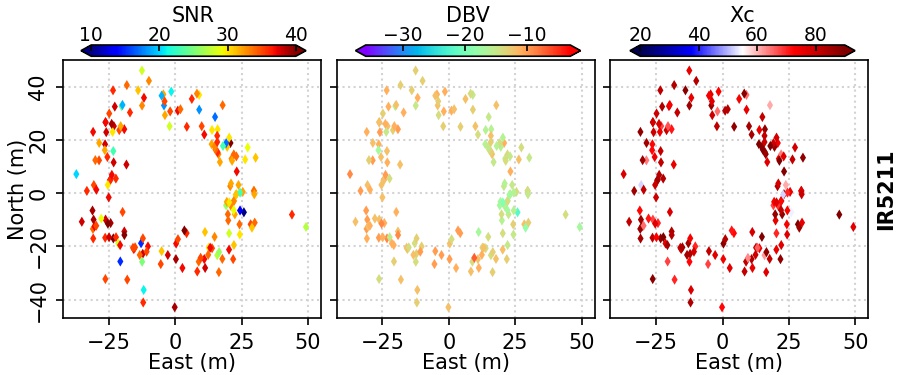 SNR DBV Xc
10 20 30 40 −30 −20 −10 20 40 60 80
40
20
0
−20
−40
North (m)
IR5211
−25 0 25 50 −25 0 25 50 −25 0 25 50
East (m) East (m) East (m)